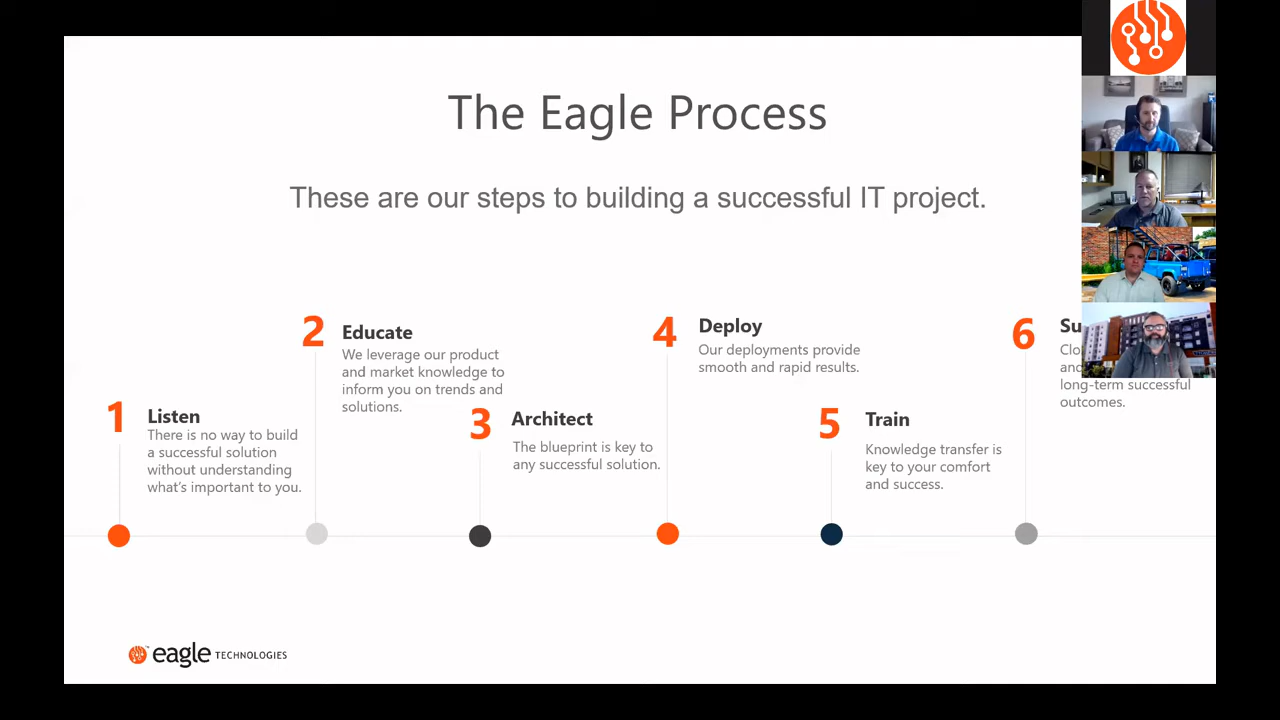 The Eagle Process
These are our steps to building a successful IT project.
1
Listen
There is no way to build
a successful solution
without understanding
what's important to you.
2
Educate
We leverage our product
and market knowledge to
inform you on trends and
solutions.
3
Architect
The blueprint is key to
any successful solution.
4
Deploy
Our deployments provide
smooth and rapid results.
5
Train
Knowledge transfer is
key to your comfort
and success.
6
long-term successful
outcomes.
eagle TECHNOLOGIES